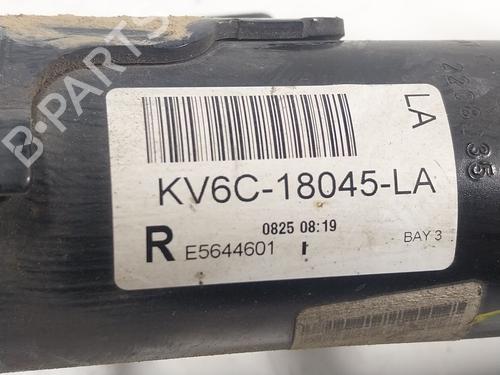 B-PARTS
LA
KV6C-18045-LA
0825 08:19
R E5644601
BAY 3